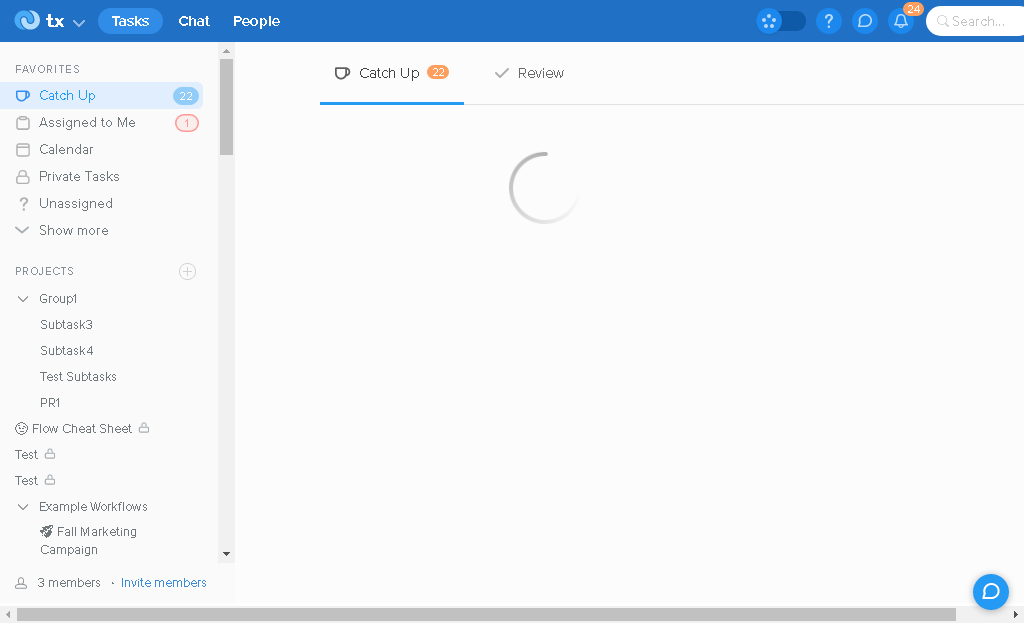 tx
Tasks
Chat
People
?
24
Search...
FAVORITES
Catch Up
22
Assigned to Me
1
Calendar
Private Tasks
? Unassigned
Show more
PROJECTS
Group1
Subtask3
Subtask4
Test Subtasks
PR1
Flow Cheat Sheet
Test
Test
Example Workflows
Fall Marketing
Campaign
3 members · Invite members
Catch Up 22
Review